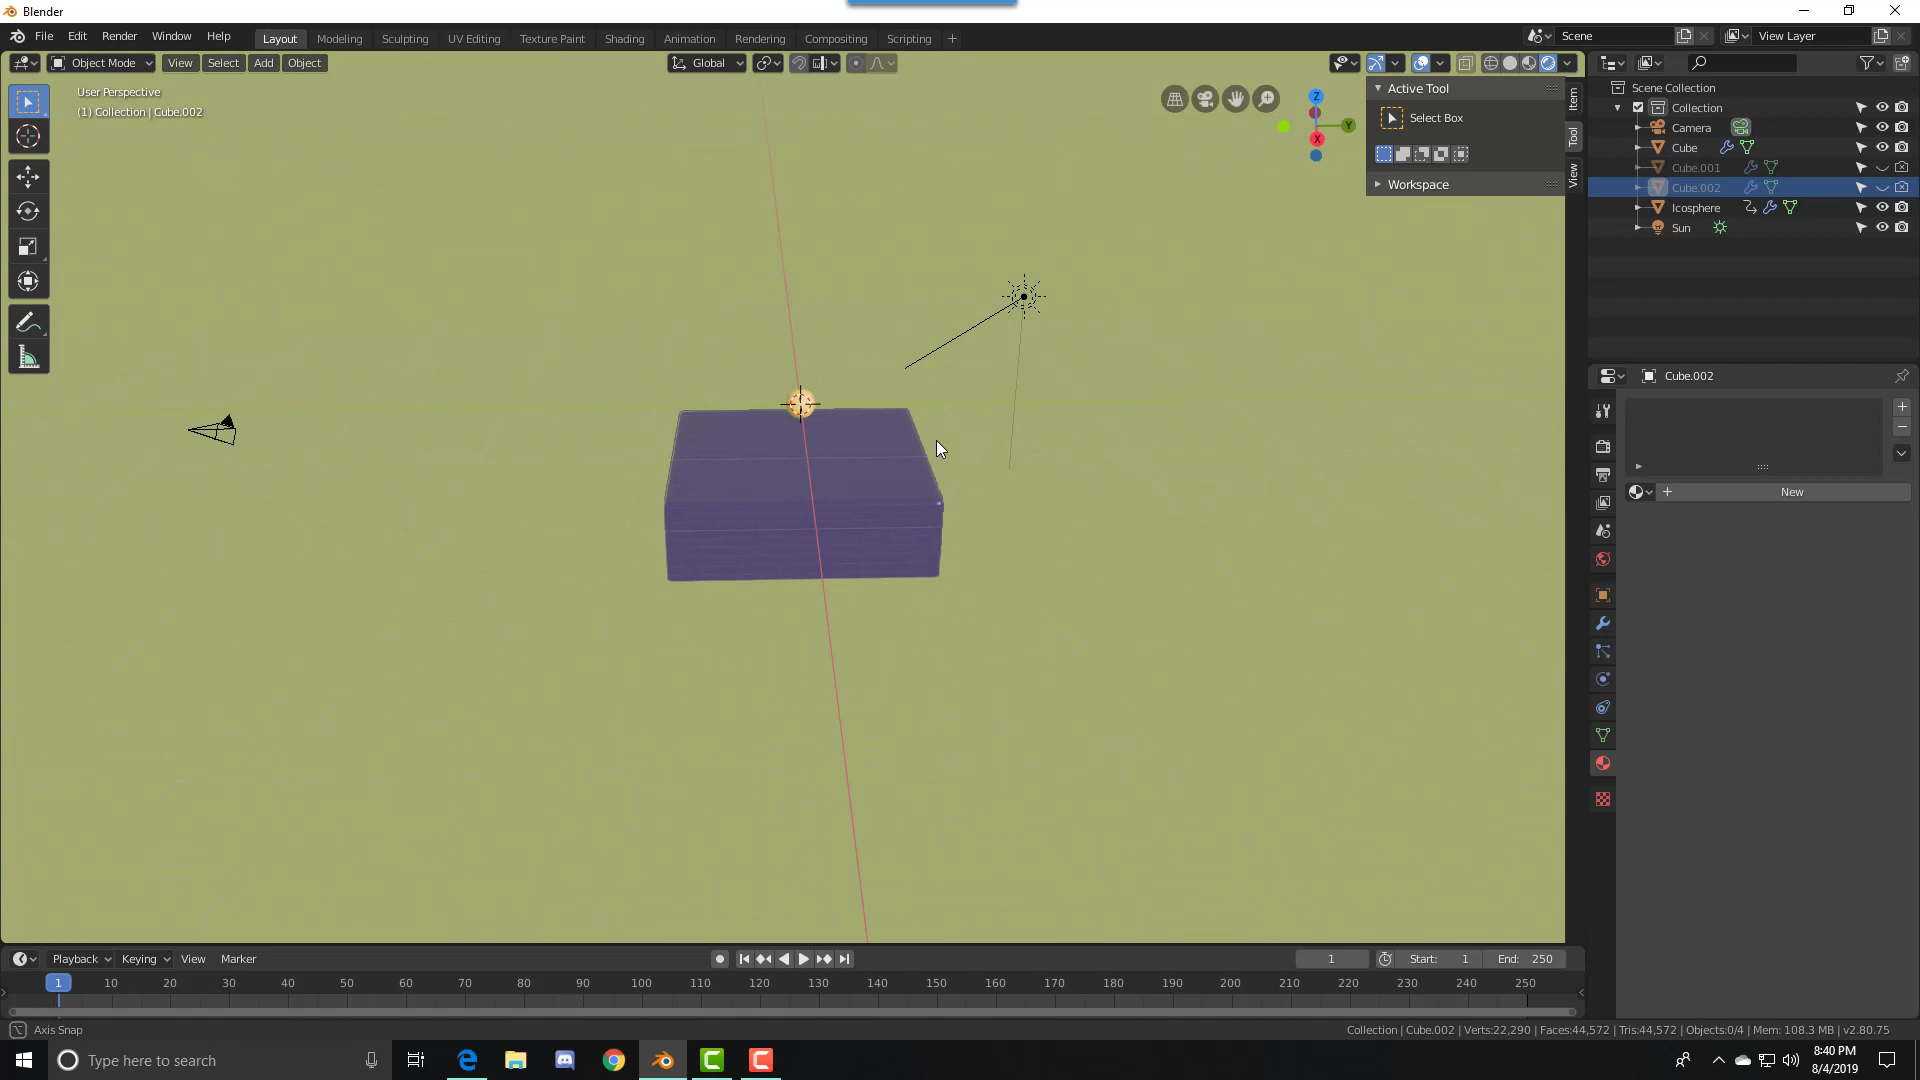 Blender
File Edit Render Window Help Layout Modeling Sculpting UV Editing Texture Paint Shading Animation Rendering Compositing Scripting Scene View Layer
Object Mode View Select Add Object Global
User Perspective
(1) Collection | Cube.002
Z
Y
X
Active Tool
Select Box
Workspace
Item
Tool
View
Scene Collection
Collection
Camera
Cube
Cube.001
Cube.002
Icosphere
Sun
Cube.002
New
Playback Keying View Marker 1 Start: 1 End: 250
1 10 20 30 40 50 60 70 80 90 100 110 120 130 140 150 160 170 180 190 200 210 220 230 240 250
Axis Snap
Collection | Cube.002 | Verts:22,290 | Faces:44,572 | Tris:44,572 | Objects:0/4 | Mem: 108.3 MB | v2.80.75
Type here to search
8:40 PM
8/4/2019